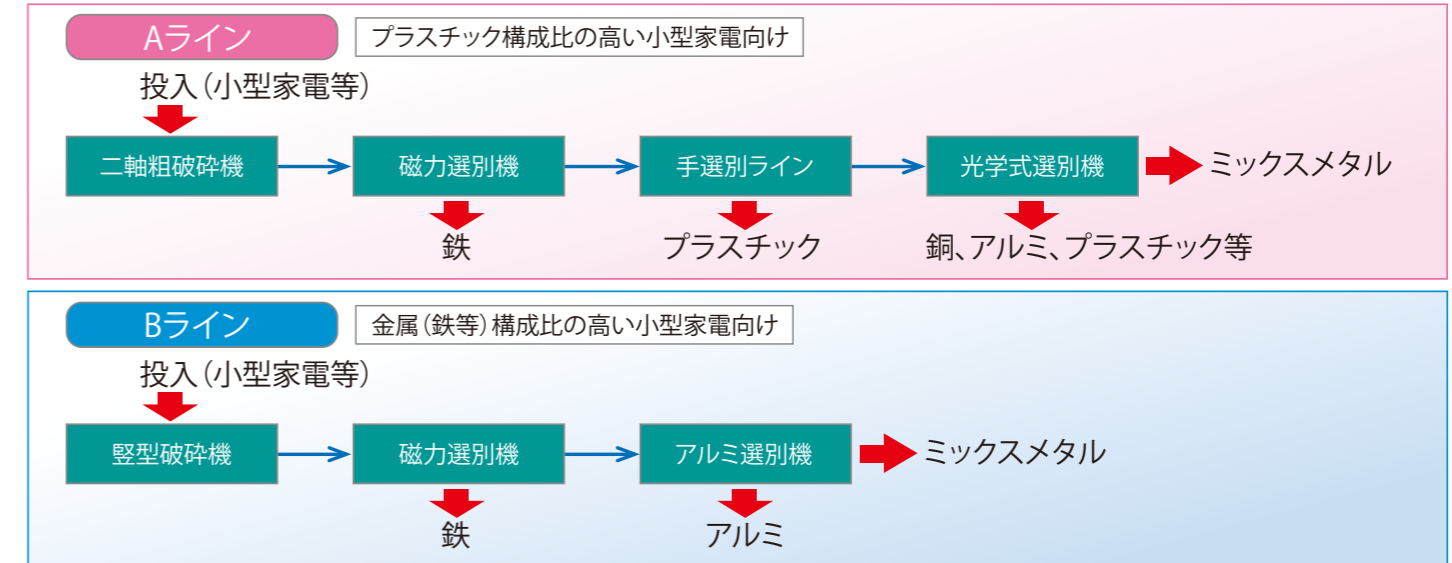 Aライン
プラスチック構成比の高い小型家電向け
投入(小型家電等)
二軸粗破砕機
磁力選別機
手選別ライン
光学式選別機
ミックスメタル
鉄
プラスチック
銅、アルミ、プラスチック等
Bライン
金属(鉄等)構成比の高い小型家電向け
投入(小型家電等)
竪型破砕機
磁力選別機
アルミ選別機
ミックスメタル
鉄
アルミ